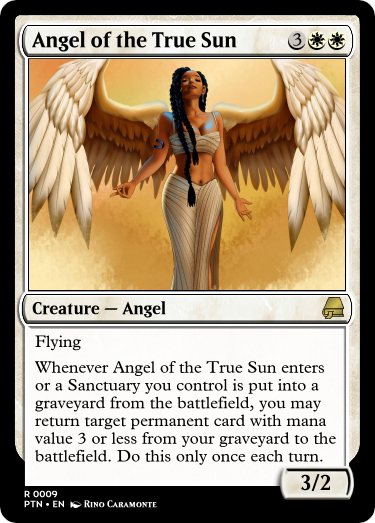 Angel of the True Sun 3
Creature — Angel
Flying
Whenever Angel of the True Sun enters
or a Sanctuary you control is put into a
graveyard from the battlefield, you may
return target permanent card with mana
value 3 or less from your graveyard to the
battlefield. Do this only once each turn.
3/2
R 0009
PTN • EN Rino Caramonte